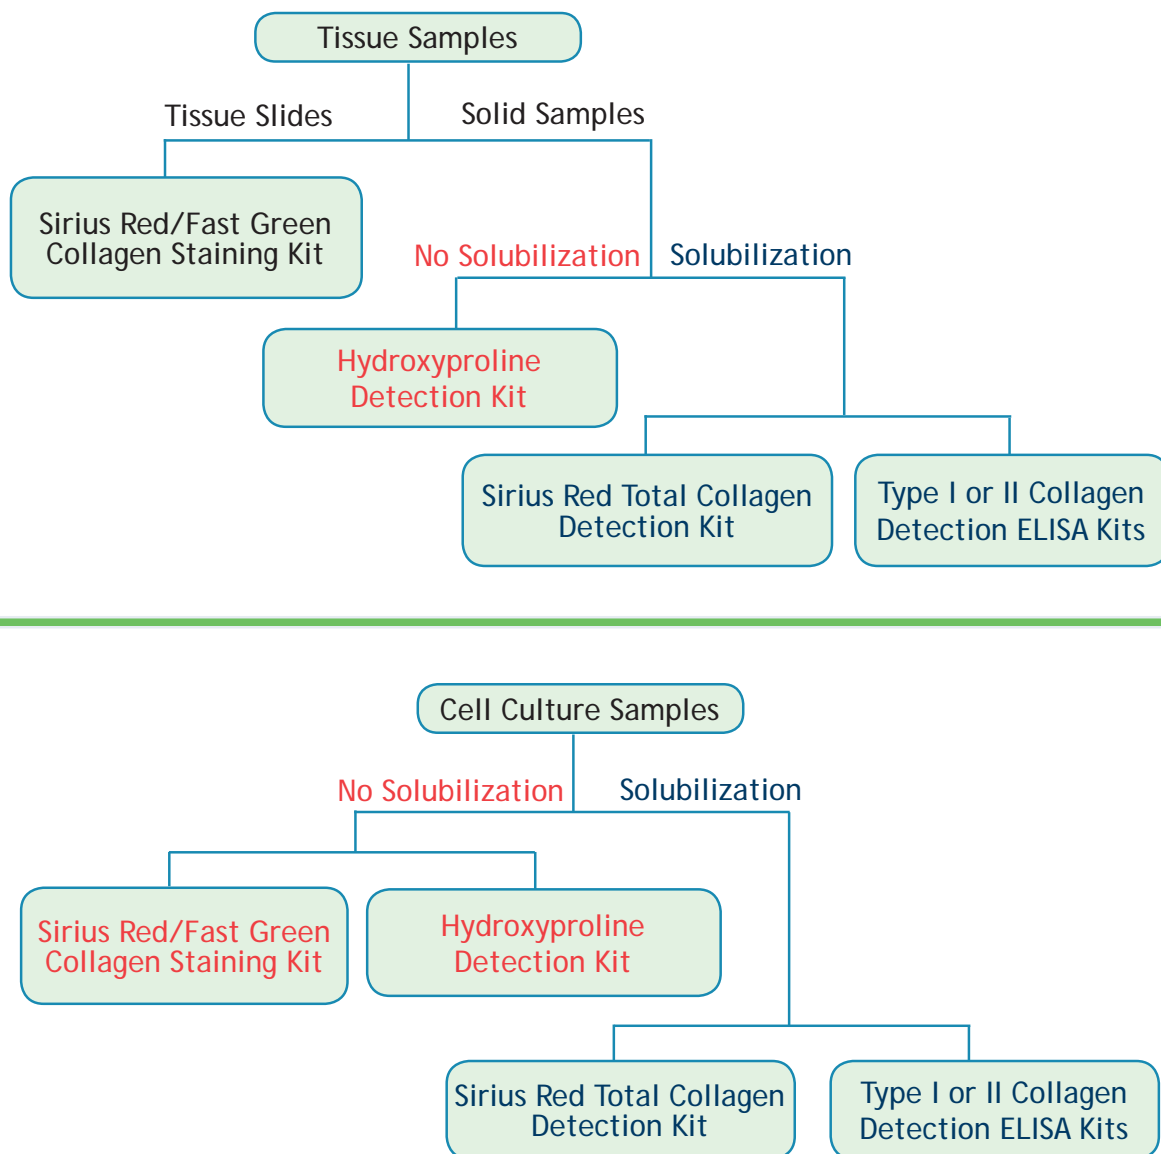 Tissue Samples
Tissue Slides
Solid Samples
Sirius Red/Fast Green
Collagen Staining Kit
No Solubilization
Solubilization
Hydroxyproline
Detection Kit
Sirius Red Total Collagen
Detection Kit
Type I or II Collagen
Detection ELISA Kits
Cell Culture Samples
No Solubilization
Solubilization
Sirius Red/Fast Green
Collagen Staining Kit
Hydroxyproline
Detection Kit
Sirius Red Total Collagen
Detection Kit
Type I or II Collagen
Detection ELISA Kits